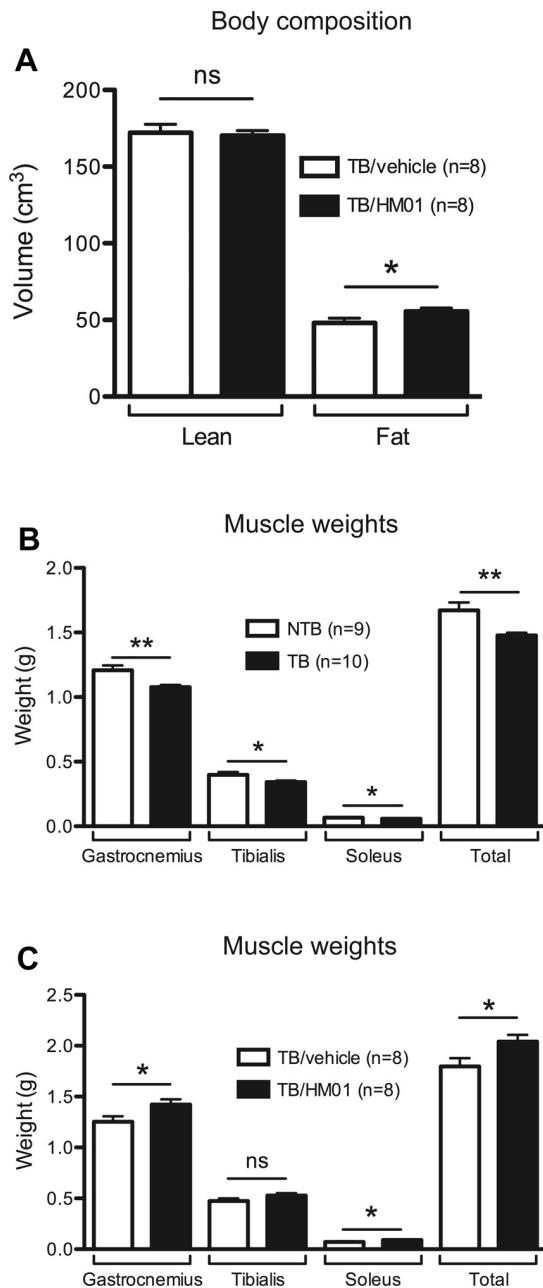 Body composition
A
ns
200
150
100
50
0
Volume (cm³)
TB/vehicle (n=8)
TB/HM01 (n=8)
*
Lean
Fat
Muscle weights
B
2.0
1.5
1.0
0.5
0.0
Weight (g)
NTB (n=9)
TB (n=10)
**
*
*
**
Gastrocnemius
Tibialis
Soleus
Total
Muscle weights
C
2.5
2.0
1.5
1.0
0.5
0.0
Weight (g)
TB/vehicle (n=8)
TB/HM01 (n=8)
*
ns
*
*
Gastrocnemius
Tibialis
Soleus
Total